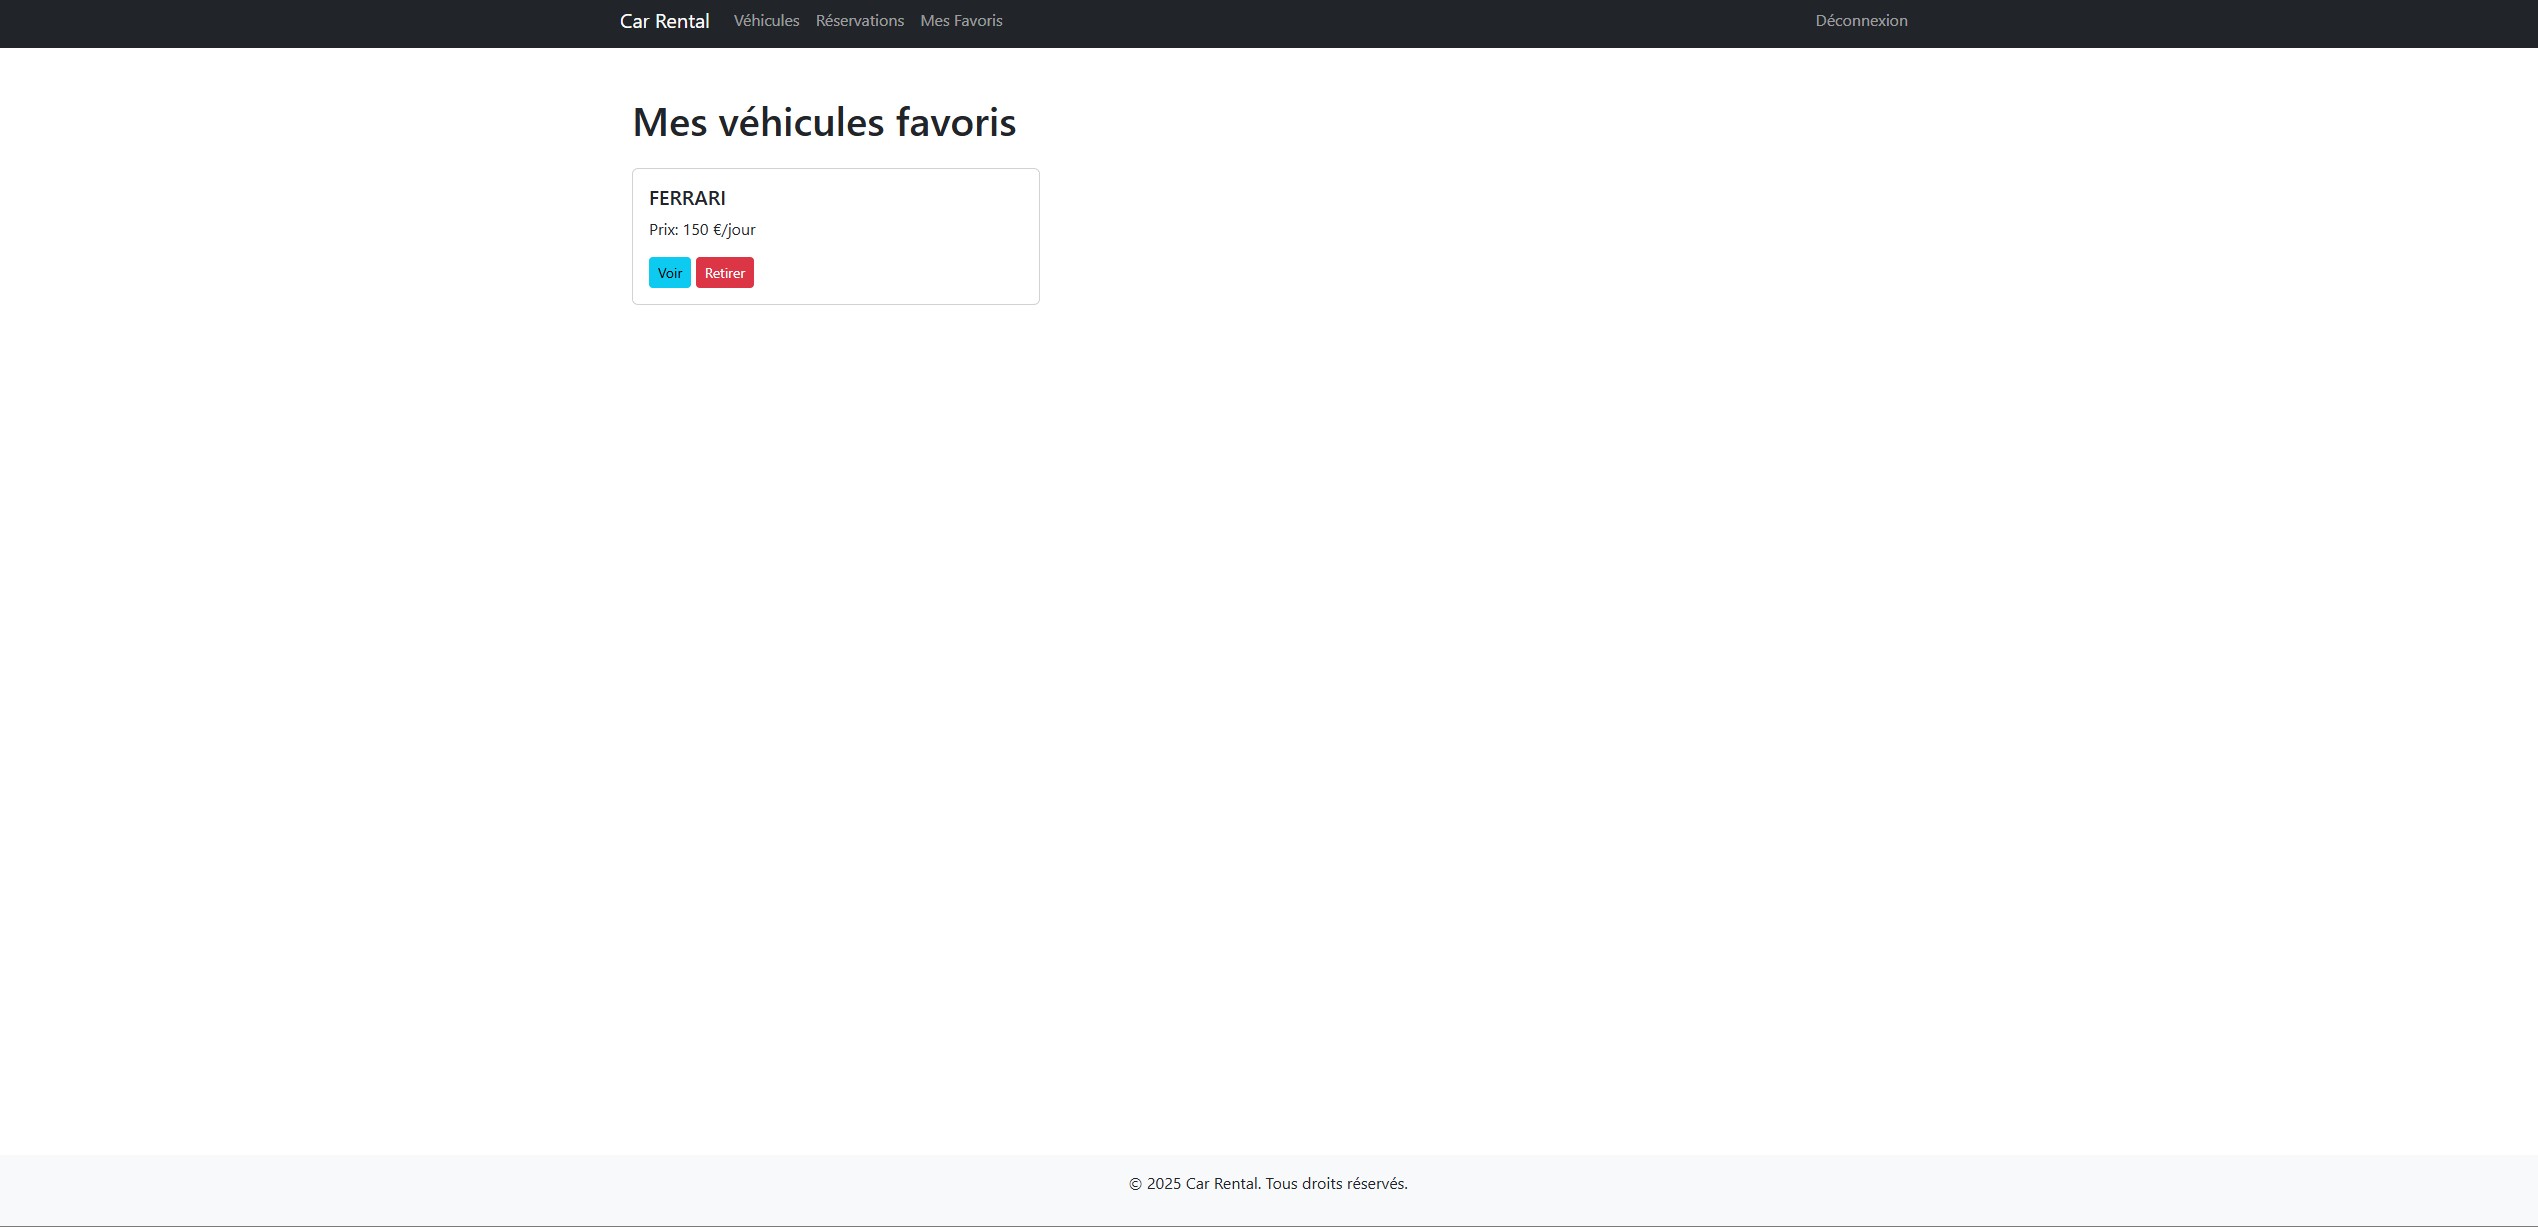 Car Rental Véhicules Réservations Mes Favoris Déconnexion
Mes véhicules favoris
FERRARI
Prix: 150 €/jour
Voir Retirer
© 2025 Car Rental. Tous droits réservés.